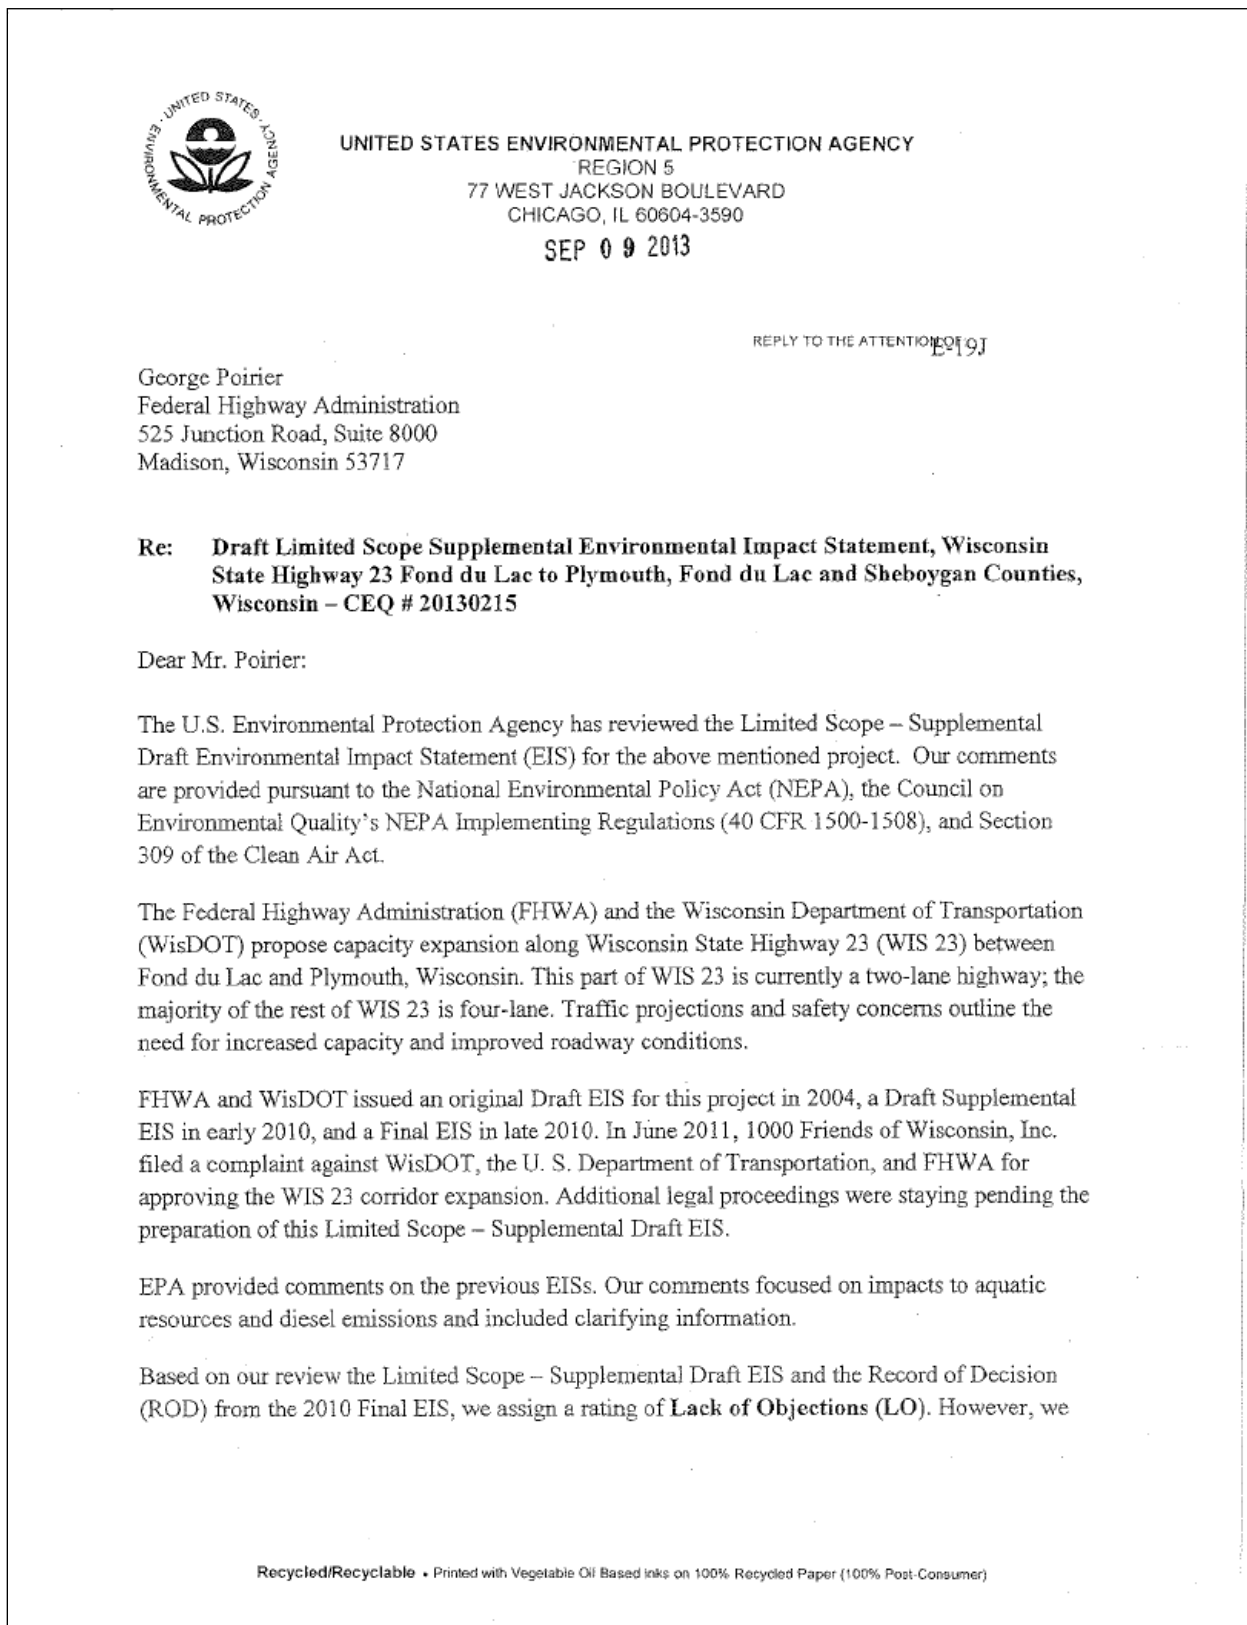 UNITED STATES · ENVIRONMENTAL PROTECTION AGENCY ·
UNITED STATES ENVIRONMENTAL PROTECTION AGENCY
REGION 5
77 WEST JACKSON BOULEVARD
CHICAGO, IL 60604-3590
SEP 09 2013
REPLY TO THE ATTENTION OF
E-19J
George Poirier
Federal Highway Administration
525 Junction Road, Suite 8000
Madison, Wisconsin 53717
Re: Draft Limited Scope Supplemental Environmental Impact Statement, Wisconsin
State Highway 23 Fond du Lac to Plymouth, Fond du Lac and Sheboygan Counties,
Wisconsin – CEQ # 20130215
Dear Mr. Poirier:
The U.S. Environmental Protection Agency has reviewed the Limited Scope – Supplemental
Draft Environmental Impact Statement (EIS) for the above mentioned project. Our comments
are provided pursuant to the National Environmental Policy Act (NEPA), the Council on
Environmental Quality's NEPA Implementing Regulations (40 CFR 1500-1508), and Section
309 of the Clean Air Act.
The Federal Highway Administration (FHWA) and the Wisconsin Department of Transportation
(WisDOT) propose capacity expansion along Wisconsin State Highway 23 (WIS 23) between
Fond du Lac and Plymouth, Wisconsin. This part of WIS 23 is currently a two-lane highway; the
majority of the rest of WIS 23 is four-lane. Traffic projections and safety concerns outline the
need for increased capacity and improved roadway conditions.
FHWA and WisDOT issued an original Draft EIS for this project in 2004, a Draft Supplemental
EIS in early 2010, and a Final EIS in late 2010. In June 2011, 1000 Friends of Wisconsin, Inc.
filed a complaint against WisDOT, the U. S. Department of Transportation, and FHWA for
approving the WIS 23 corridor expansion. Additional legal proceedings were staying pending the
preparation of this Limited Scope – Supplemental Draft EIS.
EPA provided comments on the previous EISs. Our comments focused on impacts to aquatic
resources and diesel emissions and included clarifying information.
Based on our review the Limited Scope – Supplemental Draft EIS and the Record of Decision
(ROD) from the 2010 Final EIS, we assign a rating of Lack of Objections (LO). However, we
Recycled/Recyclable • Printed with Vegetable Oil Based Inks on 100% Recycled Paper (100% Post-Consumer)